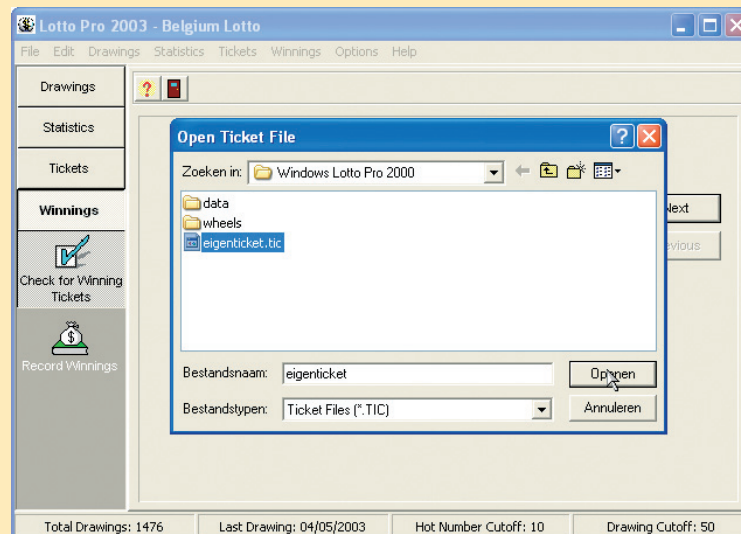 Lotto Pro 2003 - Belgium Lotto
File Edit Drawings Statistics Tickets Winnings Options Help
Drawings
Statistics
Tickets
Winnings
Check for Winning
Tickets
Record Winnings
Open Ticket File
Zoeken in: Windows Lotto Pro 2000
data
wheels
eigenticket.tic
Bestandsnaam: eigenticket
Openen
Bestandstypen: Ticket Files (*.TIC)
Annuleren
Total Drawings: 1476 Last Drawing: 04/05/2003 Hot Number Cutoff: 10 Drawing Cutoff: 50